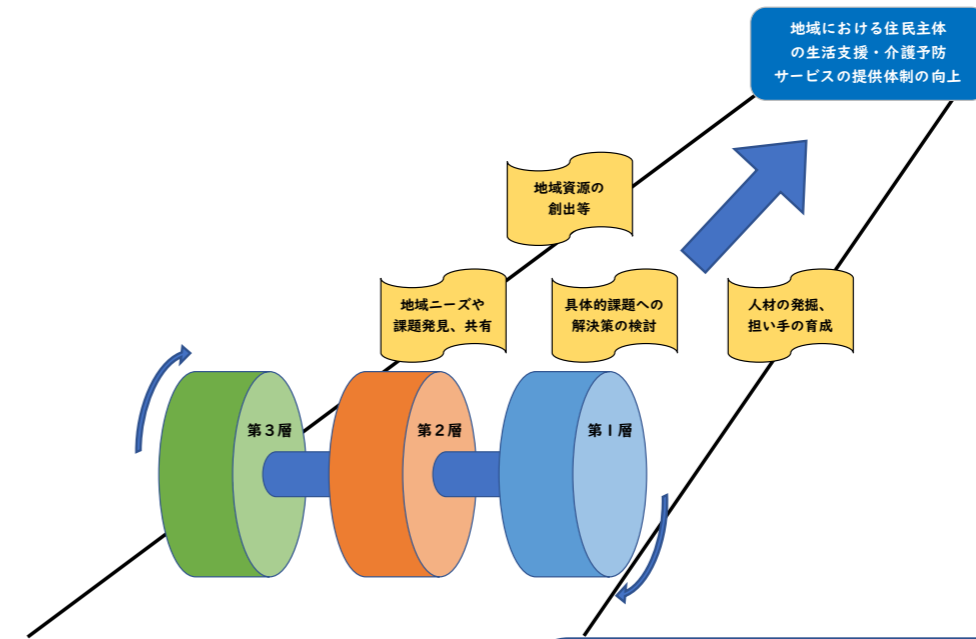 地域における住民主体
の生活支援・介護予防
サービスの提供体制の向上
地域資源の
創出等
地域ニーズや
課題発見、共有
具体的課題への
解決策の検討
人材の発掘、
担い手の育成
第３層
第２層
第１層